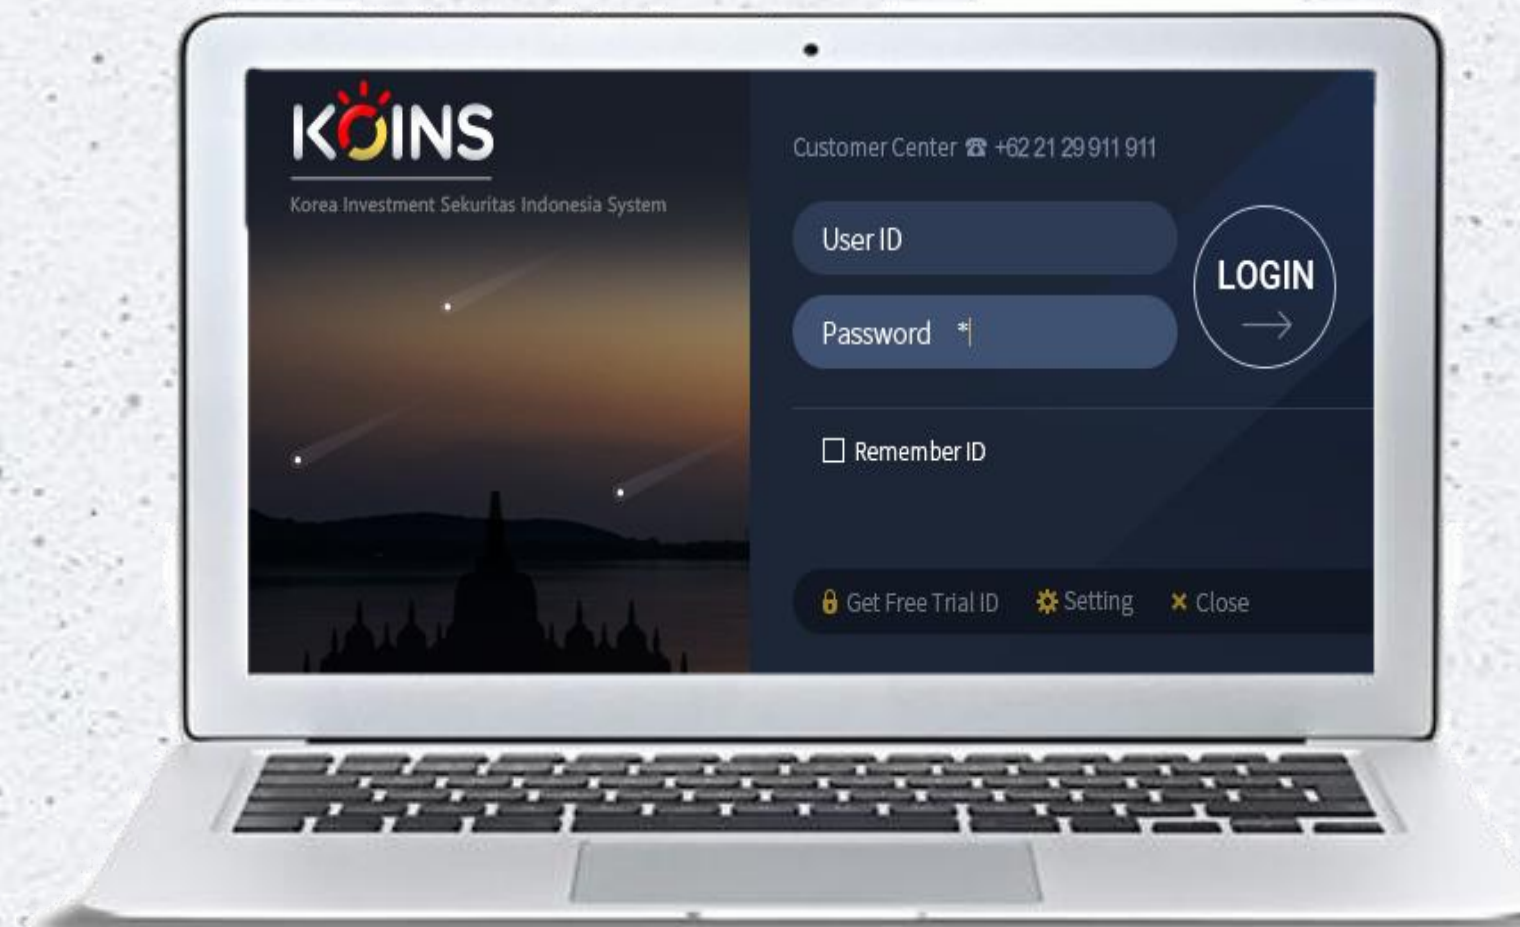 KOINS
Korea Investment Sekuritas Indonesia System
Customer Center ☎ +62 21 29 911 911
User ID
Password *
LOGIN
Remember ID
Get Free Trial ID Setting Close